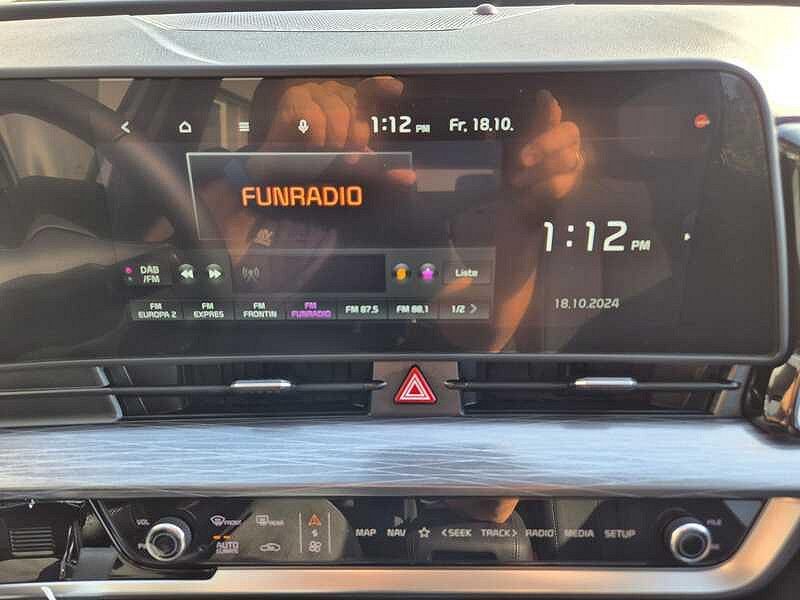 1:12 PM Fr. 18.10.
FUNRADIO
1:12 PM
DAB
/FM
Liste
18.10.2024
FM
EUROPA 2
FM
EXPRES
FM
FRONTIN
FM
FUNRADIO
FM 87.5
FM 88.1
1/2 >
VOL
FRONT
REAR
MAP NAV < SEEK TRACK > RADIO MEDIA SETUP
FILE
AUTO
CLIMATE